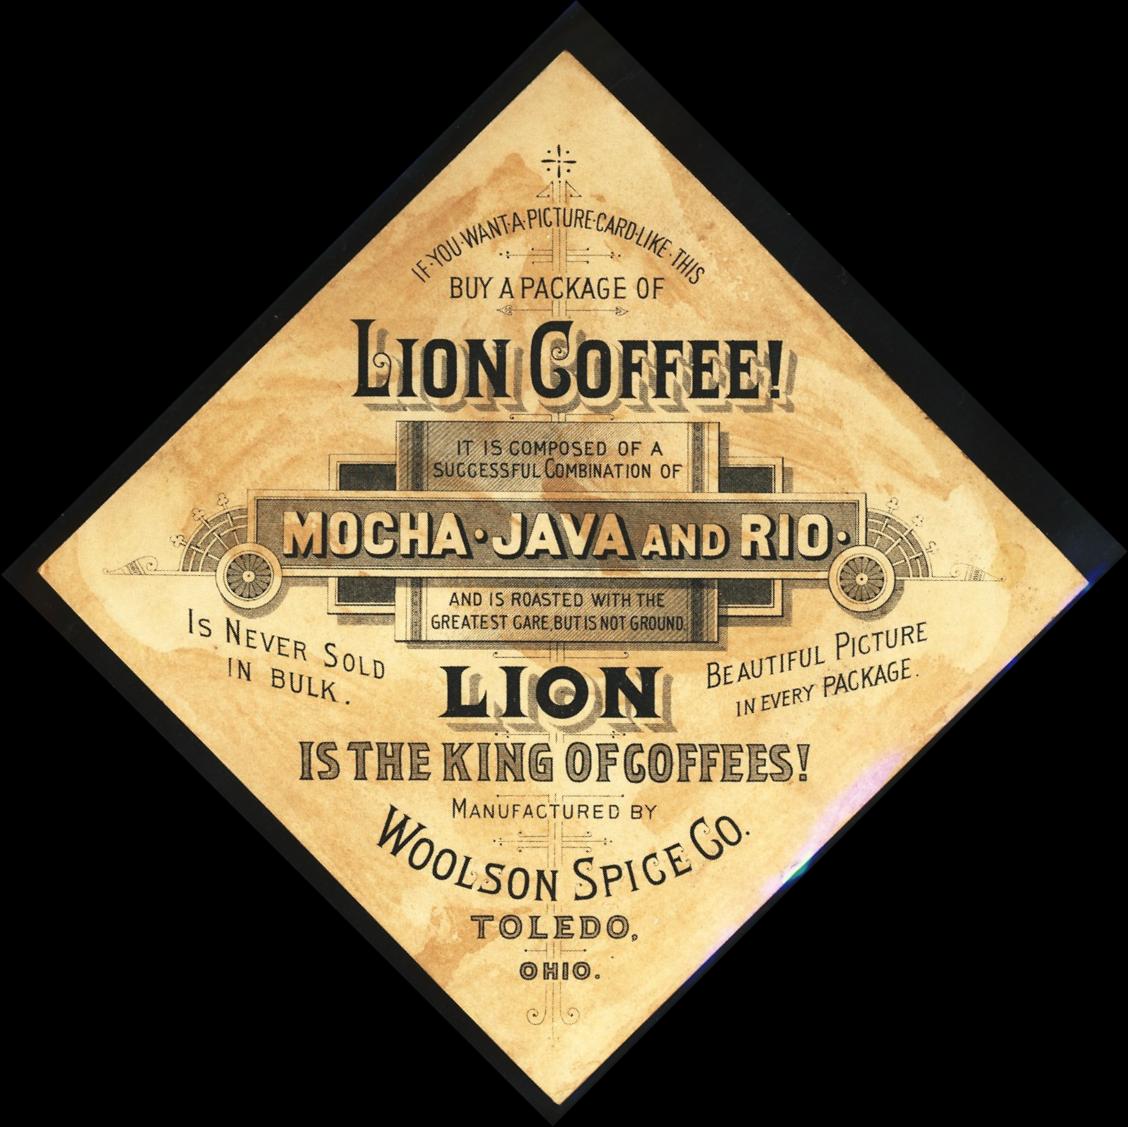 IF·YOU·WANT·A·PICTURE·CARD·LIKE·THIS
BUY A PACKAGE OF
LION COFFEE!
IT IS COMPOSED OF A
SUCCESSFUL COMBINATION OF
MOCHA·JAVA AND RIO·
AND IS ROASTED WITH THE
GREATEST CARE, BUT IS NOT GROUND.
IS NEVER SOLD
IN BULK.
BEAUTIFUL PICTURE
IN EVERY PACKAGE.
LION
IS THE KING OF COFFEES!
MANUFACTURED BY
WOOLSON SPICE CO.
TOLEDO,
OHIO.